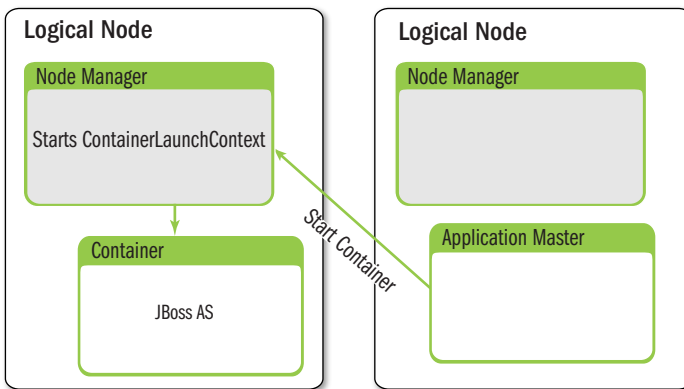 Logical Node
Node Manager
Starts ContainerLaunchContext
Container
JBoss AS
Start Container
Logical Node
Node Manager
Application Master